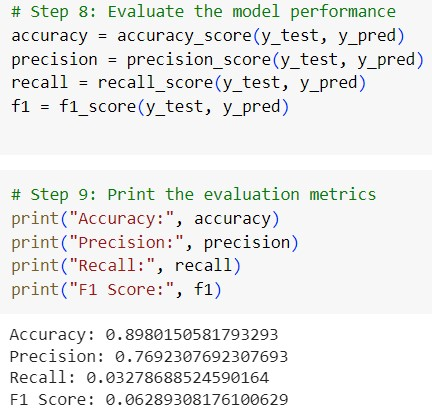 # Step 8: Evaluate the model performance
accuracy = accuracy_score(y_test, y_pred)
precision = precision_score(y_test, y_pred)
recall = recall_score(y_test, y_pred)
f1 = f1_score(y_test, y_pred)
# Step 9: Print the evaluation metrics
print("Accuracy:", accuracy)
print("Precision:", precision)
print("Recall:", recall)
print("F1 Score:", f1)
Accuracy: 0.8980150581793293
Precision: 0.7692307692307693
Recall: 0.03278688524590164
F1 Score: 0.06289308176100629